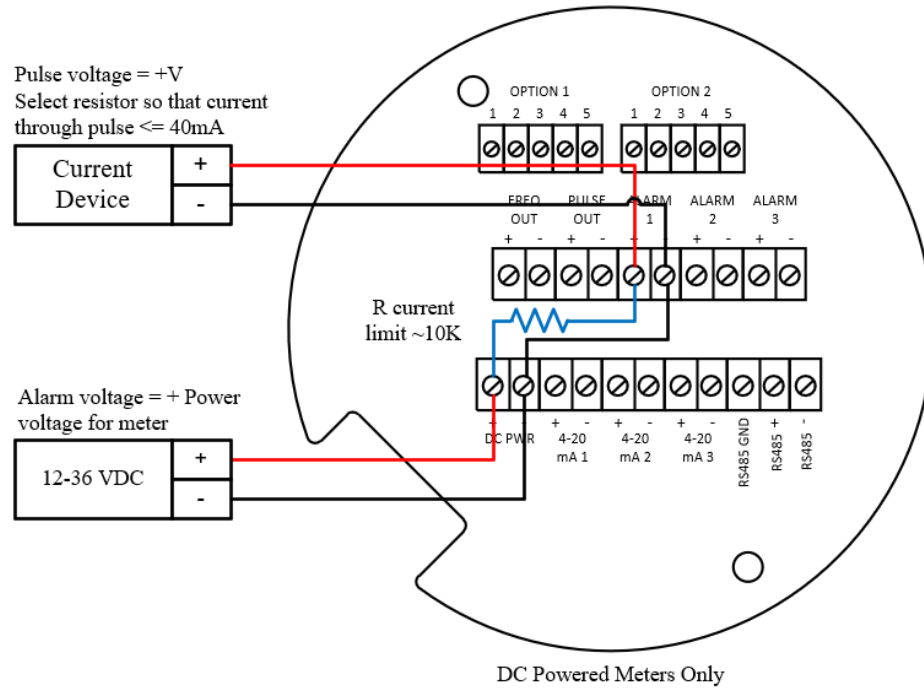 Pulse voltage = +V
Select resistor so that current
through pulse <= 40mA
Current
Device
+
-
OPTION 1
OPTION 2
1 2 3 4 5
1 2 3 4 5
FREQ
OUT
PULSE
OUT
ALARM
1
ALARM
2
ALARM
3
+ - + - + - + - + -
R current
limit ~10K
Alarm voltage = + Power
voltage for meter
12-36 VDC
+
-
+ - + - + - + -
DC PWR
4-20
mA 1
4-20
mA 2
4-20
mA 3
RS485 GND
+
RS485
-
RS485
DC Powered Meters Only